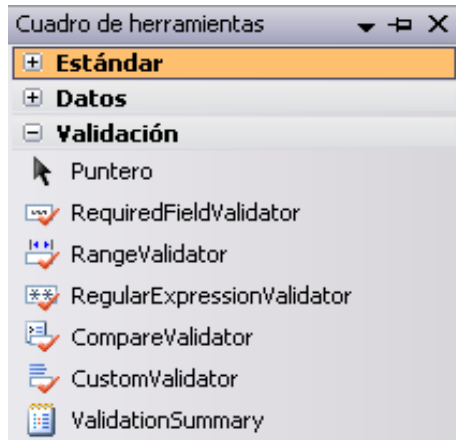 Cuadro de herramientas
Estándar
Datos
Validación
Puntero
RequiredFieldValidator
RangeValidator
RegularExpressionValidator
CompareValidator
CustomValidator
ValidationSummary